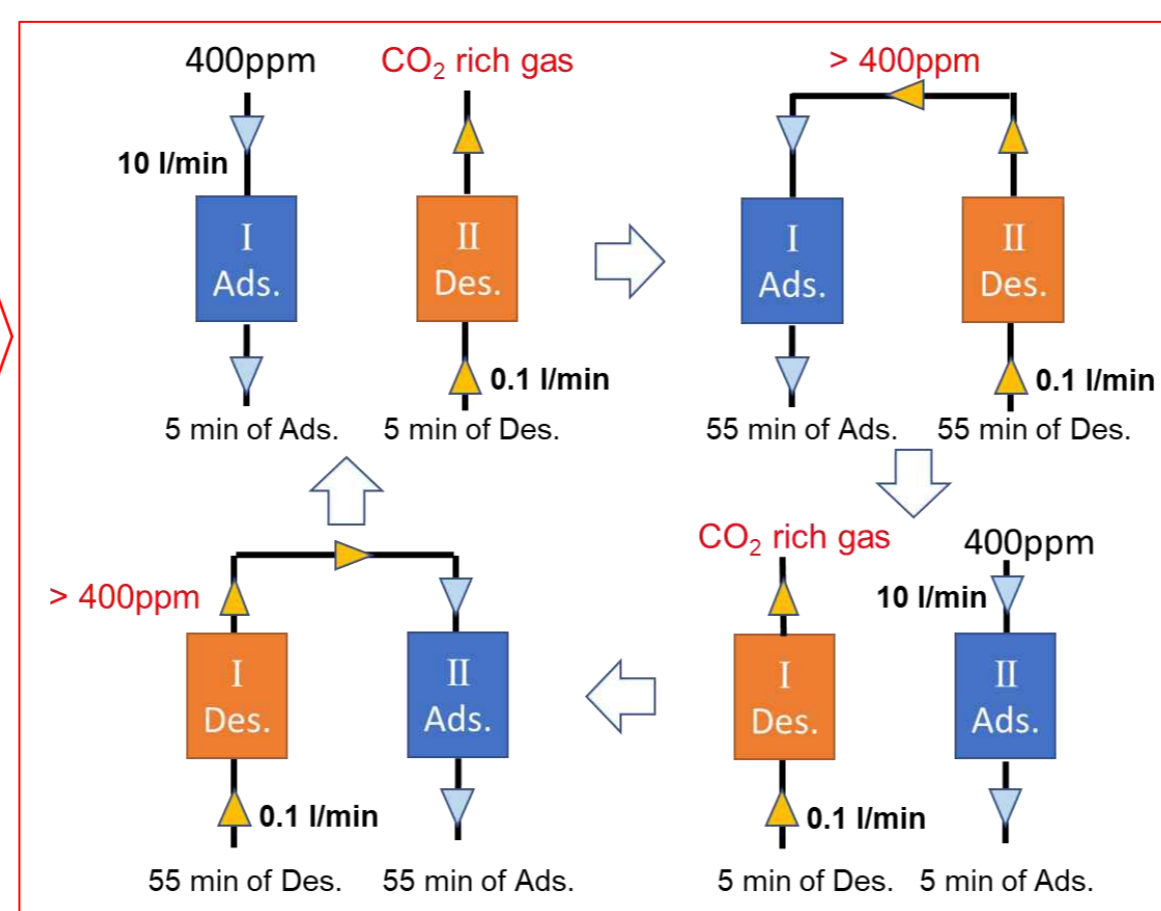 400ppm
CO₂ rich gas
10 l/min
I
Ads.
II
Des.
0.1 l/min
5 min of Ads.
5 min of Des.
> 400ppm
I
Ads.
II
Des.
0.1 l/min
55 min of Ads.
55 min of Des.
> 400ppm
I
Des.
II
Ads.
0.1 l/min
55 min of Des.
55 min of Ads.
CO₂ rich gas
400ppm
10 l/min
I
Des.
II
Ads.
0.1 l/min
5 min of Des.
5 min of Ads.